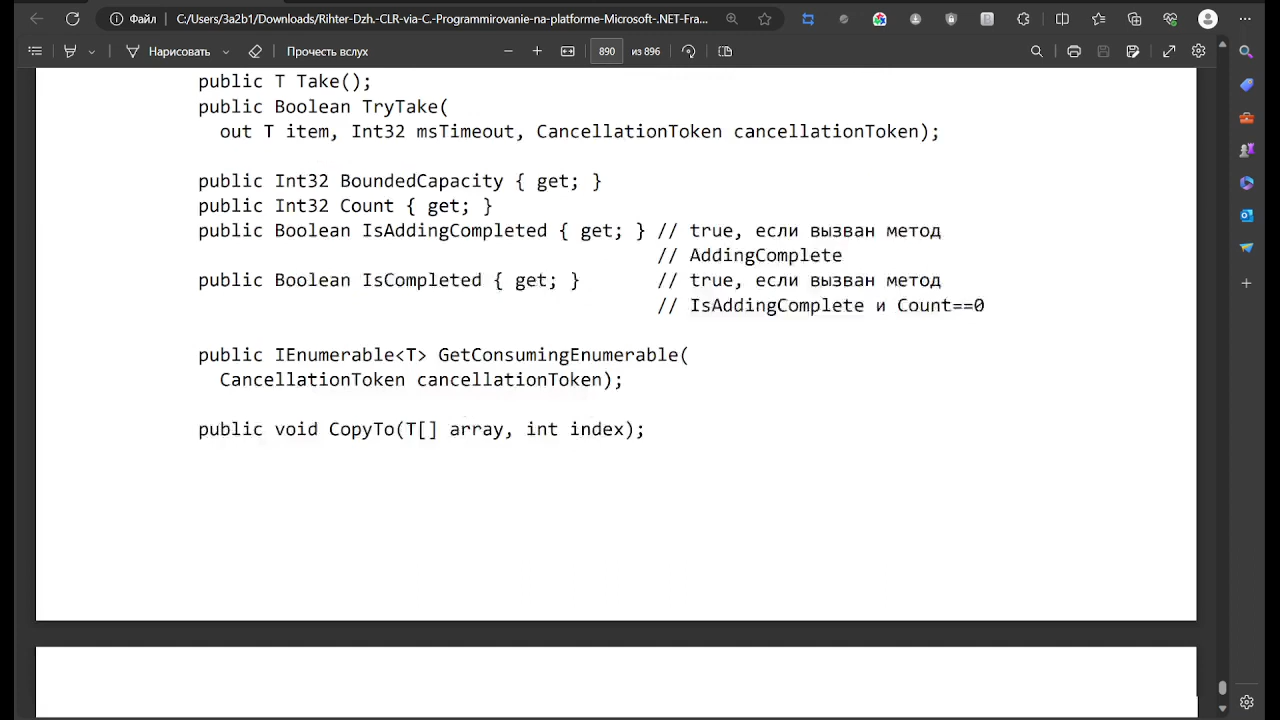 Файл
C:/Users/3a2b1/Downloads/Rihter-Dzh.-CLR-via-C.-Programmirovanie-na-platforme-Microsoft-.NET-Fra...
Нарисовать
Прочесть вслух
890
из 896
public T Take();
public Boolean TryTake(
out T item, Int32 msTimeout, CancellationToken cancellationToken);
public Int32 BoundedCapacity { get; }
public Int32 Count { get; }
public Boolean IsAddingCompleted { get; } // true, если вызван метод
// AddingComplete
public Boolean IsCompleted { get; } // true, если вызван метод
// IsAddingComplete и Count==0
public IEnumerable<T> GetConsumingEnumerable(
CancellationToken cancellationToken);
public void CopyTo(T[] array, int index);